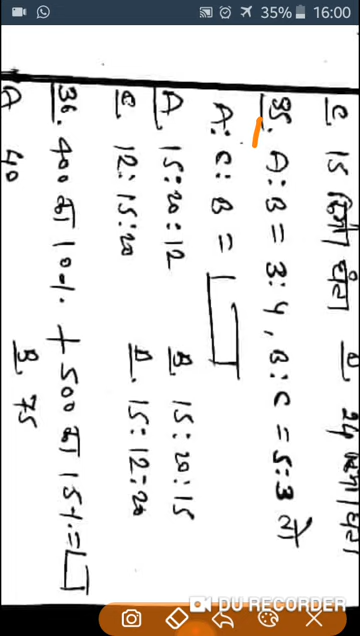 35% 16:00
C. 15
35. A:B = 3:4, B:C = 5:3 तो
A:C:B =
A. 15:20:12 B. 15:20:15
C. 12:15:20 D. 15:12:20
36. 400 का 10%. + 500 का 15%. =
A 40 B. 75
DU RECORDER